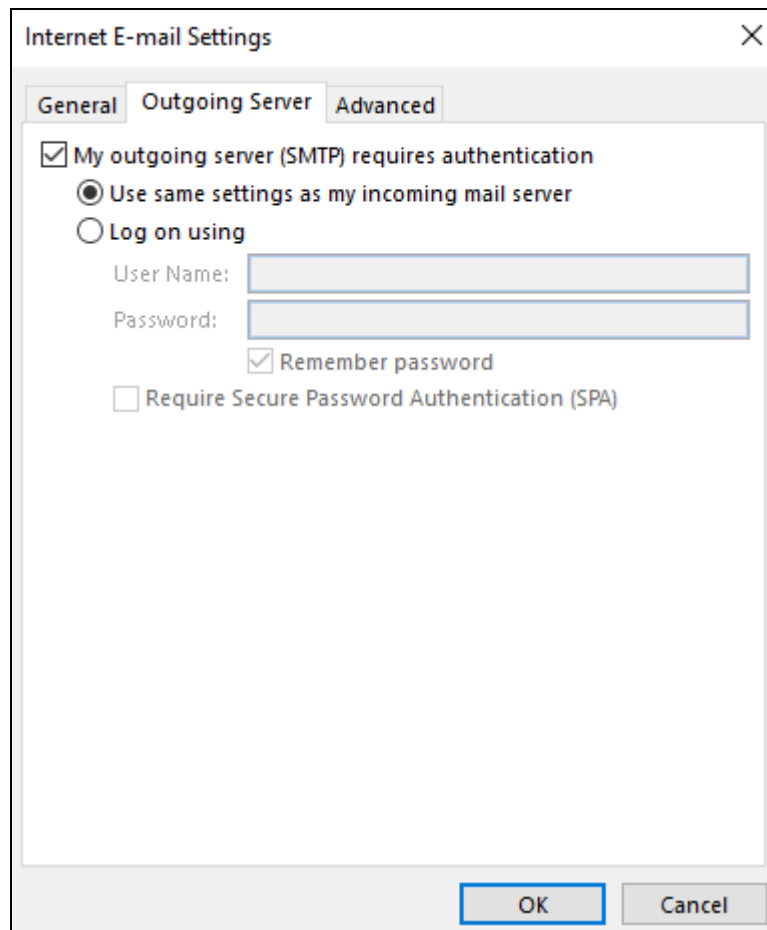 Internet E-mail Settings
General Outgoing Server Advanced
My outgoing server (SMTP) requires authentication
Use same settings as my incoming mail server
Log on using
User Name:
Password:
Remember password
Require Secure Password Authentication (SPA)
OK Cancel